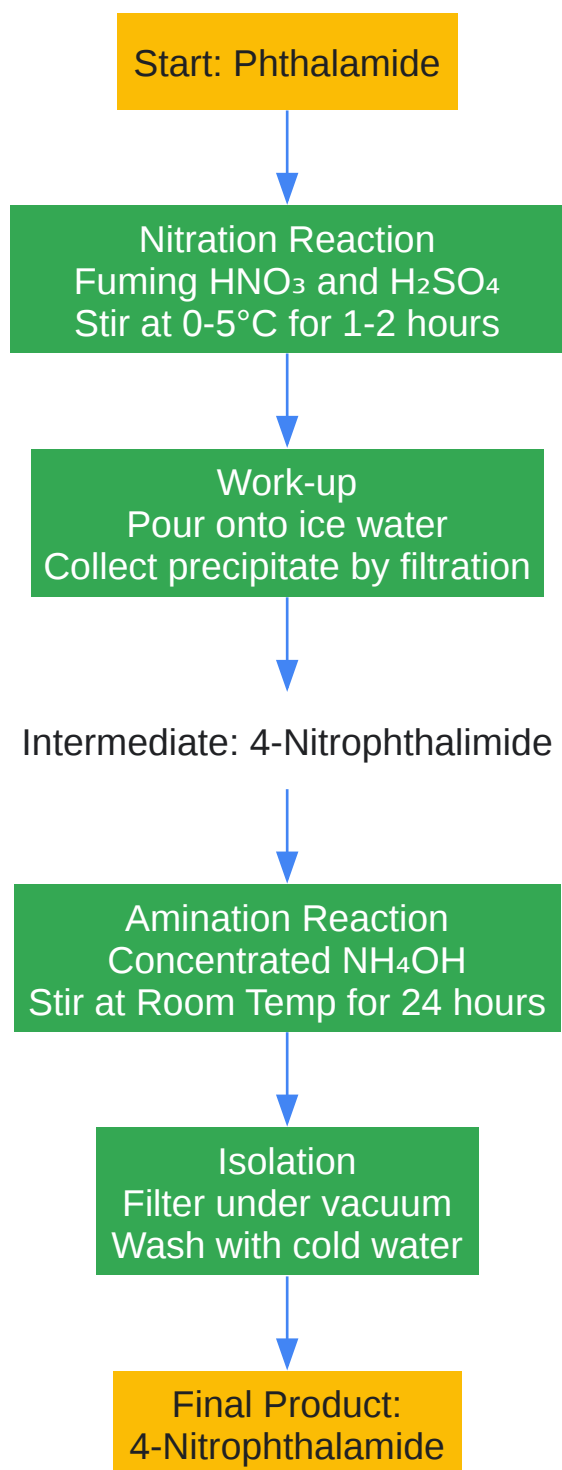 Start: Phthalamide
Nitration Reaction
Fuming HNO₃ and H₂SO₄
Stir at 0-5°C for 1-2 hours
Work-up
Pour onto ice water
Collect precipitate by filtration
Intermediate: 4-Nitrophthalimide
Amination Reaction
Concentrated NH₄OH
Stir at Room Temp for 24 hours
Isolation
Filter under vacuum
Wash with cold water
Final Product:
4-Nitrophthalamide